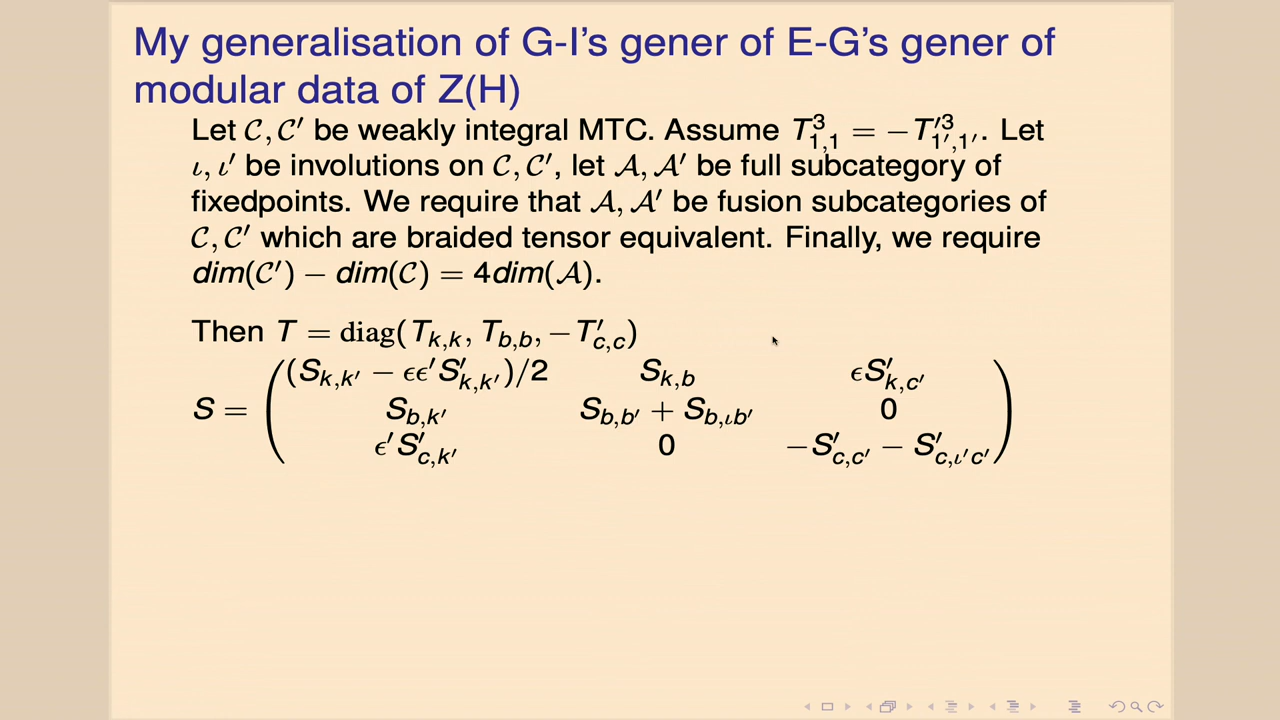 My generalisation of G-I's gener of E-G's gener of
modular data of Z(H)
Let 𝒞, 𝒞′ be weakly integral MTC. Assume T³₁,₁ = −T′³₁′,₁′. Let
ι, ι′ be involutions on 𝒞, 𝒞′, let 𝒜, 𝒜′ be full subcategory of
fixedpoints. We require that 𝒜, 𝒜′ be fusion subcategories of
𝒞, 𝒞′ which are braided tensor equivalent. Finally, we require
dim(𝒞′) − dim(𝒞) = 4dim(𝒜).
Then T = diag(T_{k,k}, T_{b,b}, −T′_{c,c})
(S_{k,k′} − εε′S′_{k,k′})/2 S_{k,b} εS′_{k,c′}
S = ( S_{b,k′} S_{b,b′} + S_{b,ιb′} 0 )
ε′S′_{c,k′} 0 −S′_{c,c′} − S′_{c,ι′c′}